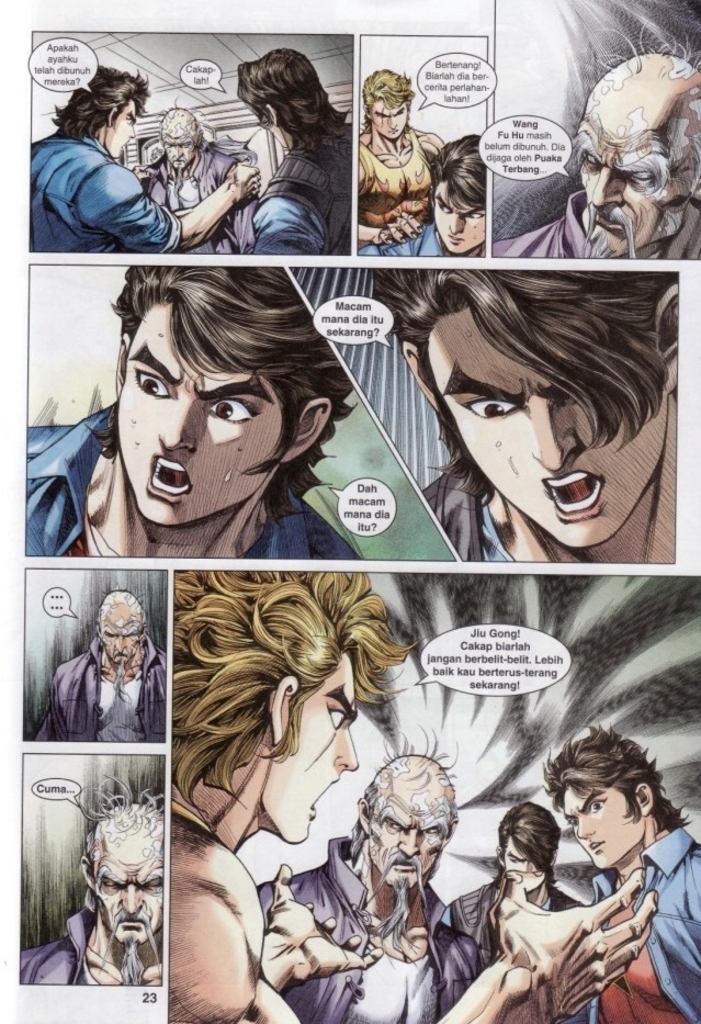 Apakah
ayahku
telah dibunuh
mereka?
Cakap-
lah!
Bertenang!
Biarlah dia ber-
cerita perlahan-
lahan!
Wang
Fu Hu masih
belum dibunuh. Dia
dijaga oleh Puaka
Terbang...
Macam
mana dia itu
sekarang?
Dah
macam
mana dia
itu?
...
...
Cuma...
Jiu Gong!
Cakap biarlah
jangan berbelit-belit. Lebih
baik kau berterus-terang
sekarang!
23